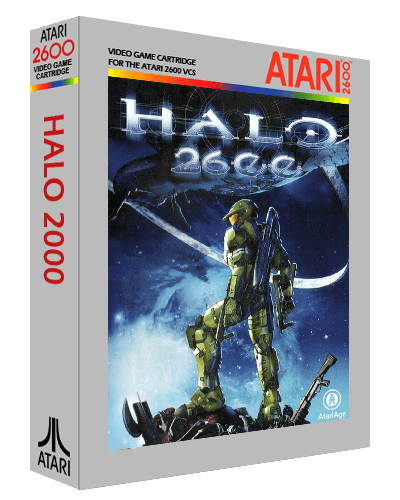 ATARI
2600
VIDEO GAME
CARTRIDGE
HALO 2000
ATARI
VIDEO GAME CARTRIDGE
FOR THE ATARI 2600 VCS
ATARI
2600
HALO
26ee
AtariAge